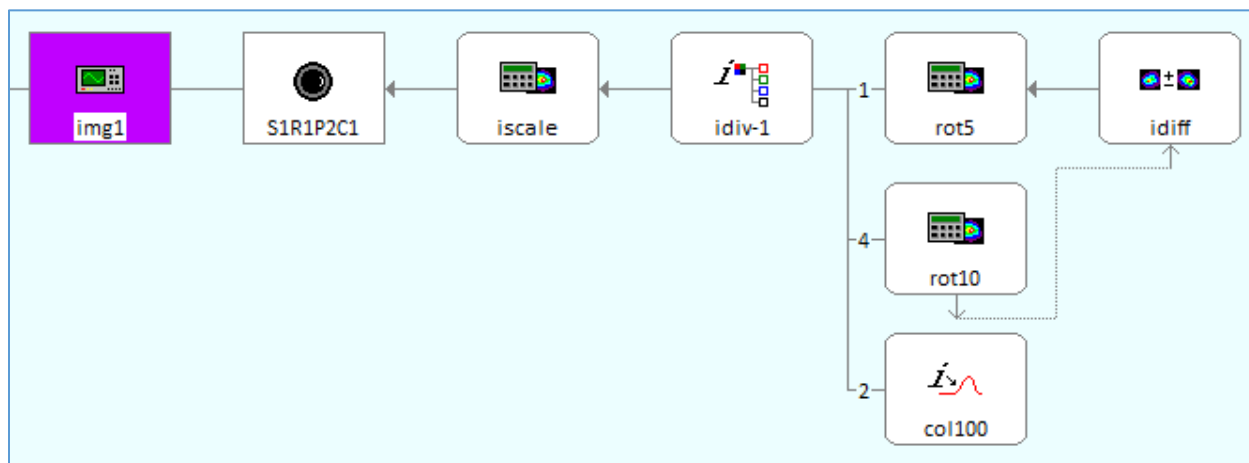 img1
S1R1P2C1
iscale
i
idiv-1
1
rot5
±
idiff
4
rot10
2
i
col100